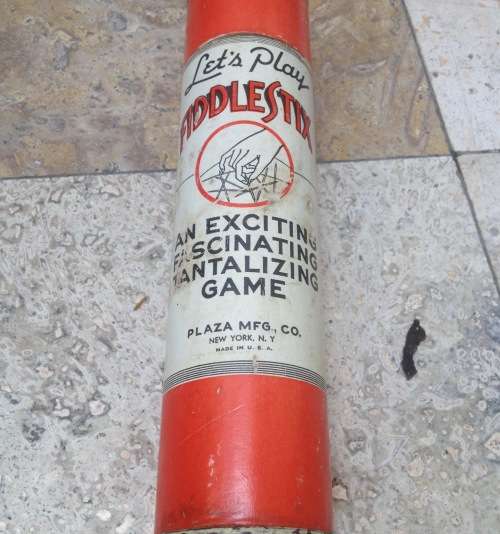 Let's Play
FIDDLESTIX
AN EXCITING
FASCINATING
TANTALIZING
GAME
PLAZA MFG., CO.
NEW YORK, N. Y
MADE IN U. S. A.